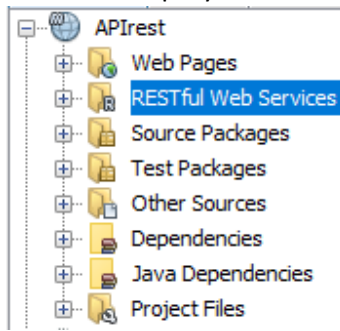 APIrest
Web Pages
RESTful Web Services
Source Packages
Test Packages
Other Sources
Dependencies
Java Dependencies
Project Files